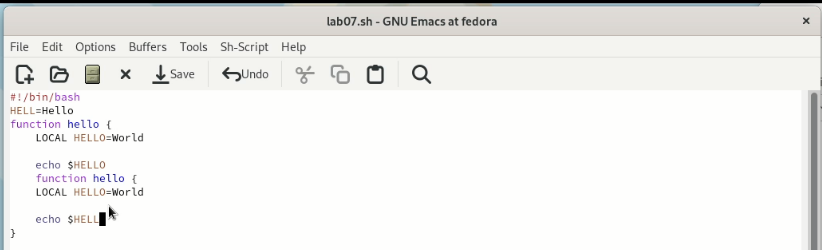 lab07.sh - GNU Emacs at fedora
File Edit Options Buffers Tools Sh-Script Help
Save Undo
#!/bin/bash
HELL=Hello
function hello {
LOCAL HELLO=World
echo $HELLO
function hello {
LOCAL HELLO=World
echo $HELL
}